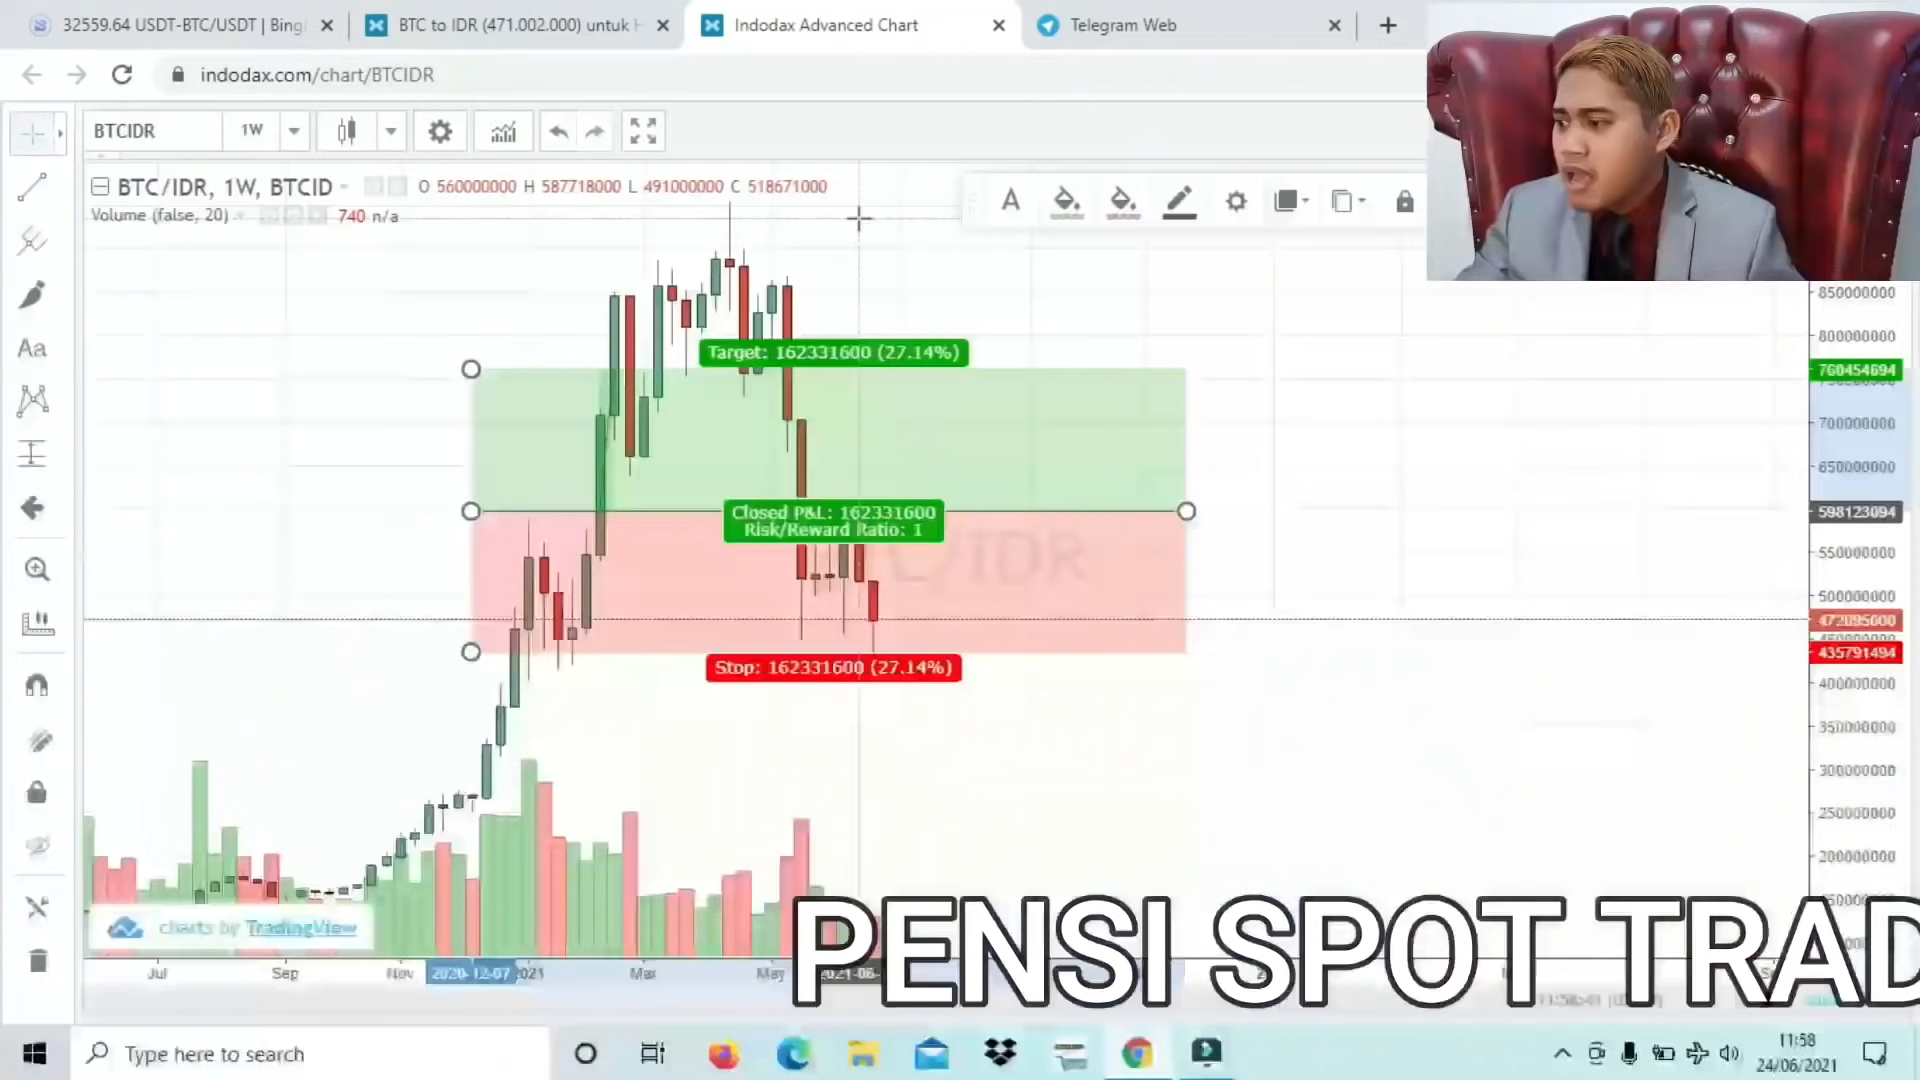 32559.64 USDT-BTC/USDT | Bing
BTC to IDR (471.002.000) untuk H
Indodax Advanced Chart
Telegram Web
indodax.com/chart/BTCIDR
BTCIDR
1W
BTC/IDR, 1W, BTCID
O 560000000 H 587718000 L 491000000 C 518671000
Volume (false, 20)
740 n/a
A
Aa
Target: 162331600 (27.14%)
Closed P&L: 162331600
Risk/Reward Ratio: 1
C/IDR
Stop: 162331600 (27.14%)
850000000
800000000
760454694
700000000
650000000
598123094
550000000
500000000
472095000
435791494
400000000
350000000
300000000
250000000
200000000
charts by TradingView
Jul
Sep
Nov
2020-12-07
2021
Mar
May
2021-06-
PENSI SPOT TRAD
Type here to search
11:58
24/06/2021